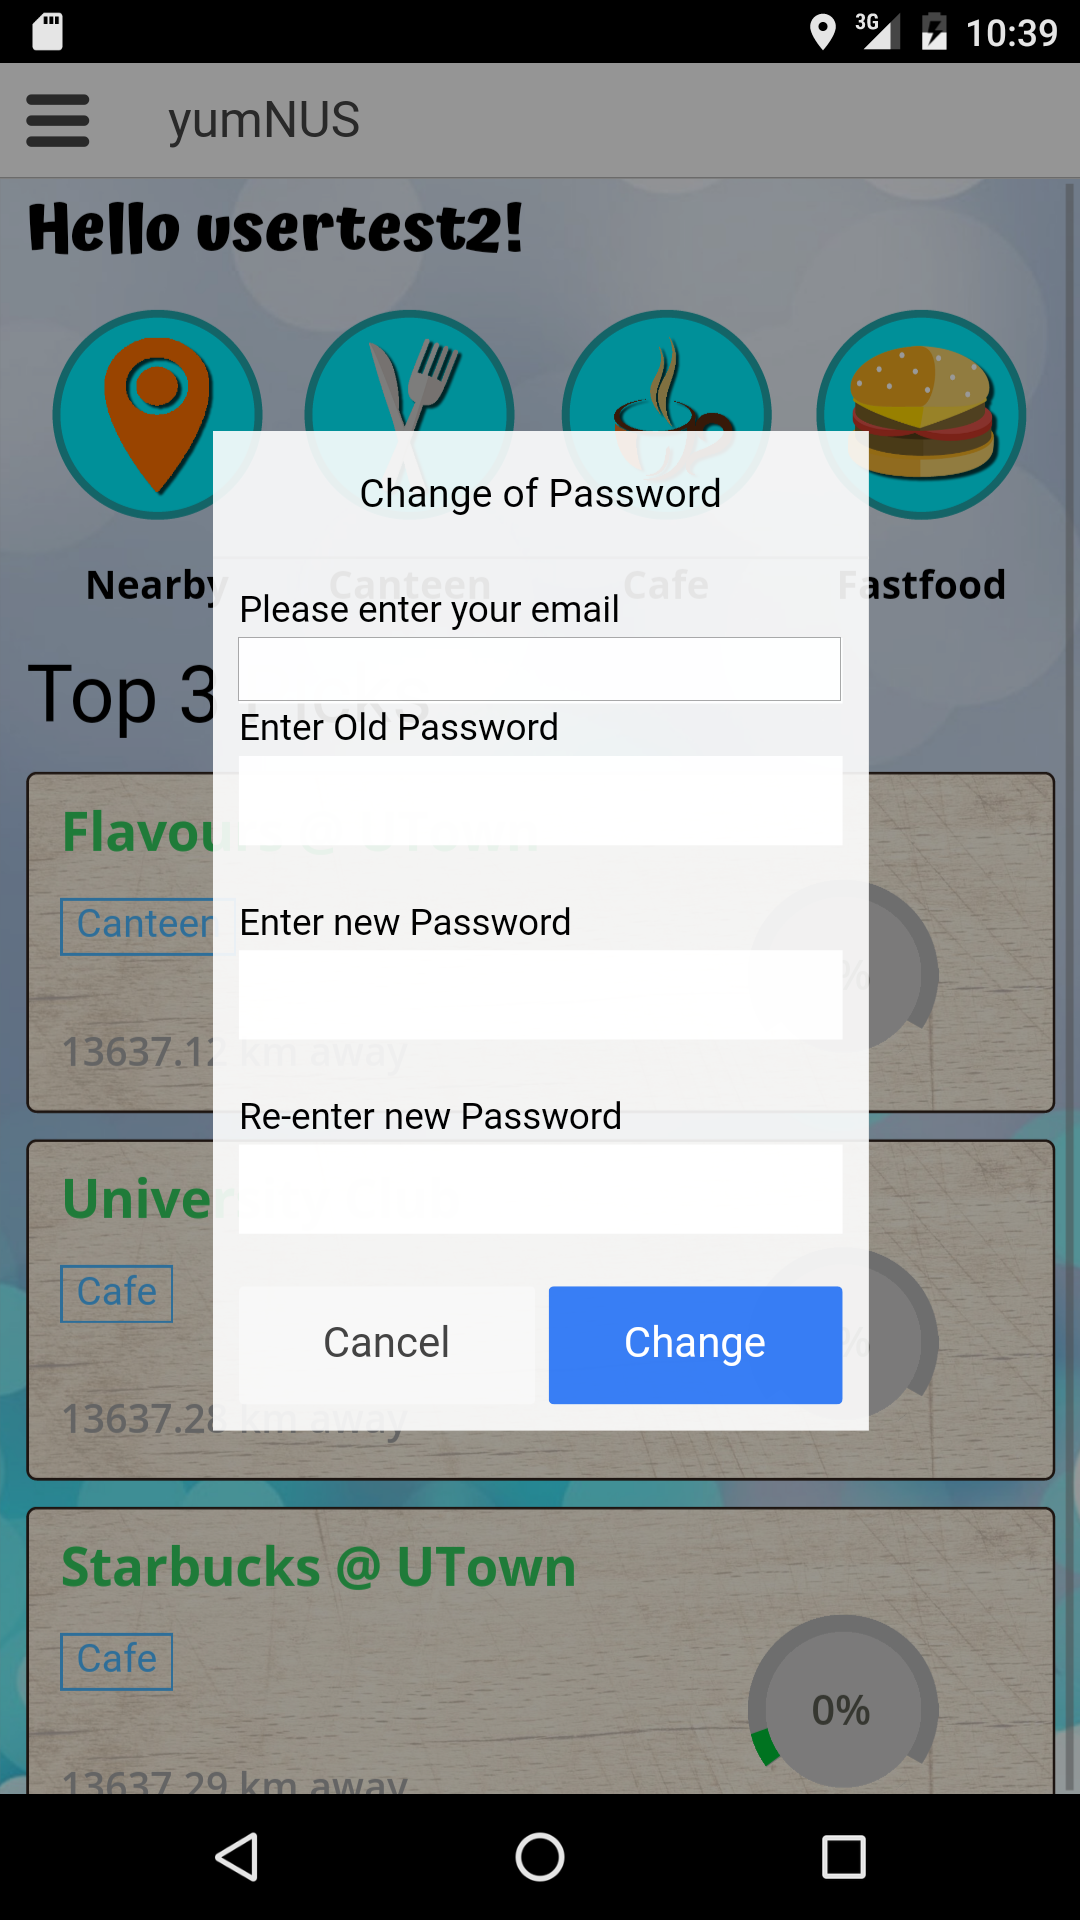 3G 10:39
yumNUS
Hello usertest2!
Change of Password
Nearby Canteen Cafe Fastfood
Please enter your email
Top 3 Picks
Enter Old Password
Flavours @ UTown
Canteen
Enter new Password
%
13637.12 km away
Re-enter new Password
University Club
Cafe
Cancel Change
%
13637.28 km away
Starbucks @ UTown
Cafe
0%
13637.29 km away